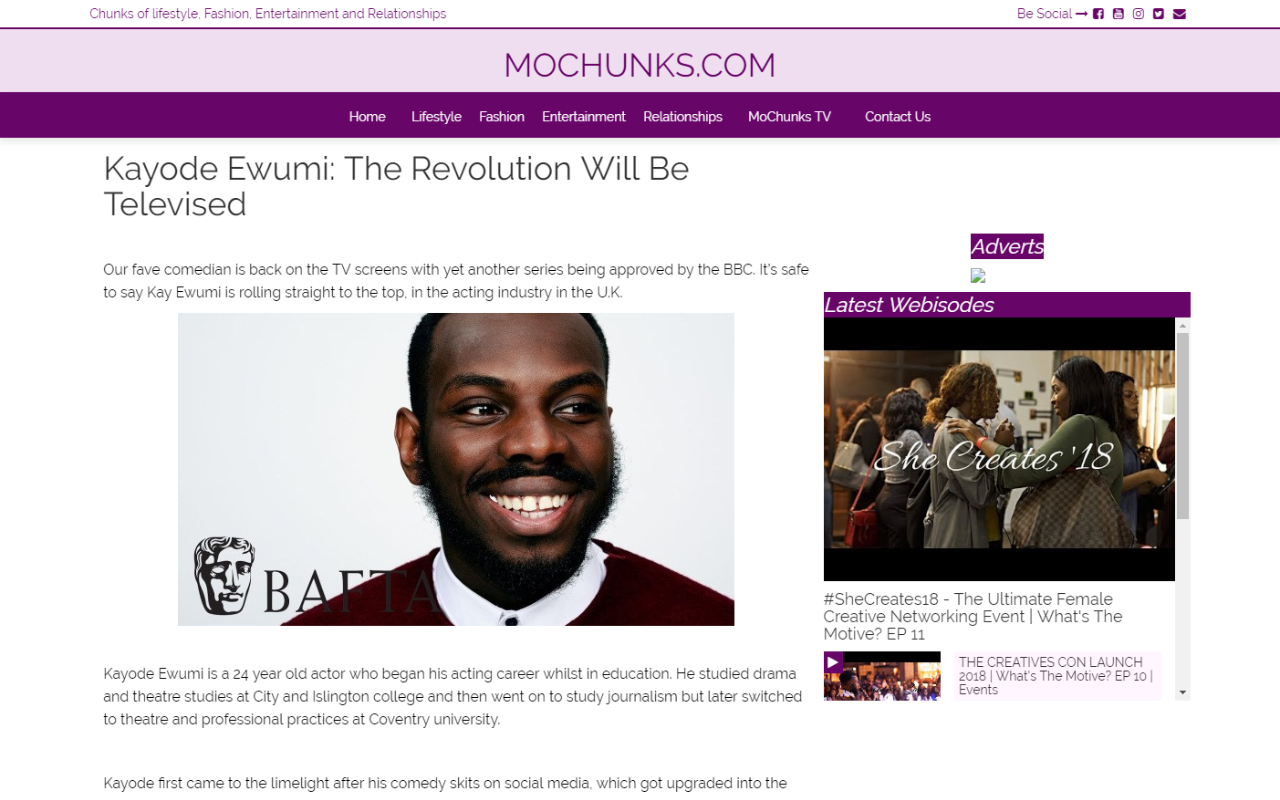 Chunks of lifestyle, Fashion, Entertainment and Relationships
Be Social
MOCHUNKS.COM
Home Lifestyle Fashion Entertainment Relationships MoChunks TV Contact Us
Kayode Ewumi: The Revolution Will Be
Televised
Our fave comedian is back on the TV screens with yet another series being approved by the BBC. It's safe
to say Kay Ewumi is rolling straight to the top, in the acting industry in the U.K.
BAFTA
Kayode Ewumi is a 24 year old actor who began his acting career whilst in education. He studied drama
and theatre studies at City and Islington college and then went on to study journalism but later switched
to theatre and professional practices at Coventry university.
Kayode first came to the limelight after his comedy skits on social media, which got upgraded into the
Adverts
Latest Webisodes
She Creates '18
#SheCreates18 - The Ultimate Female
Creative Networking Event | What's The
Motive? EP 11
THE CREATIVES CON LAUNCH
2018 | What's The Motive? EP 10 |
Events